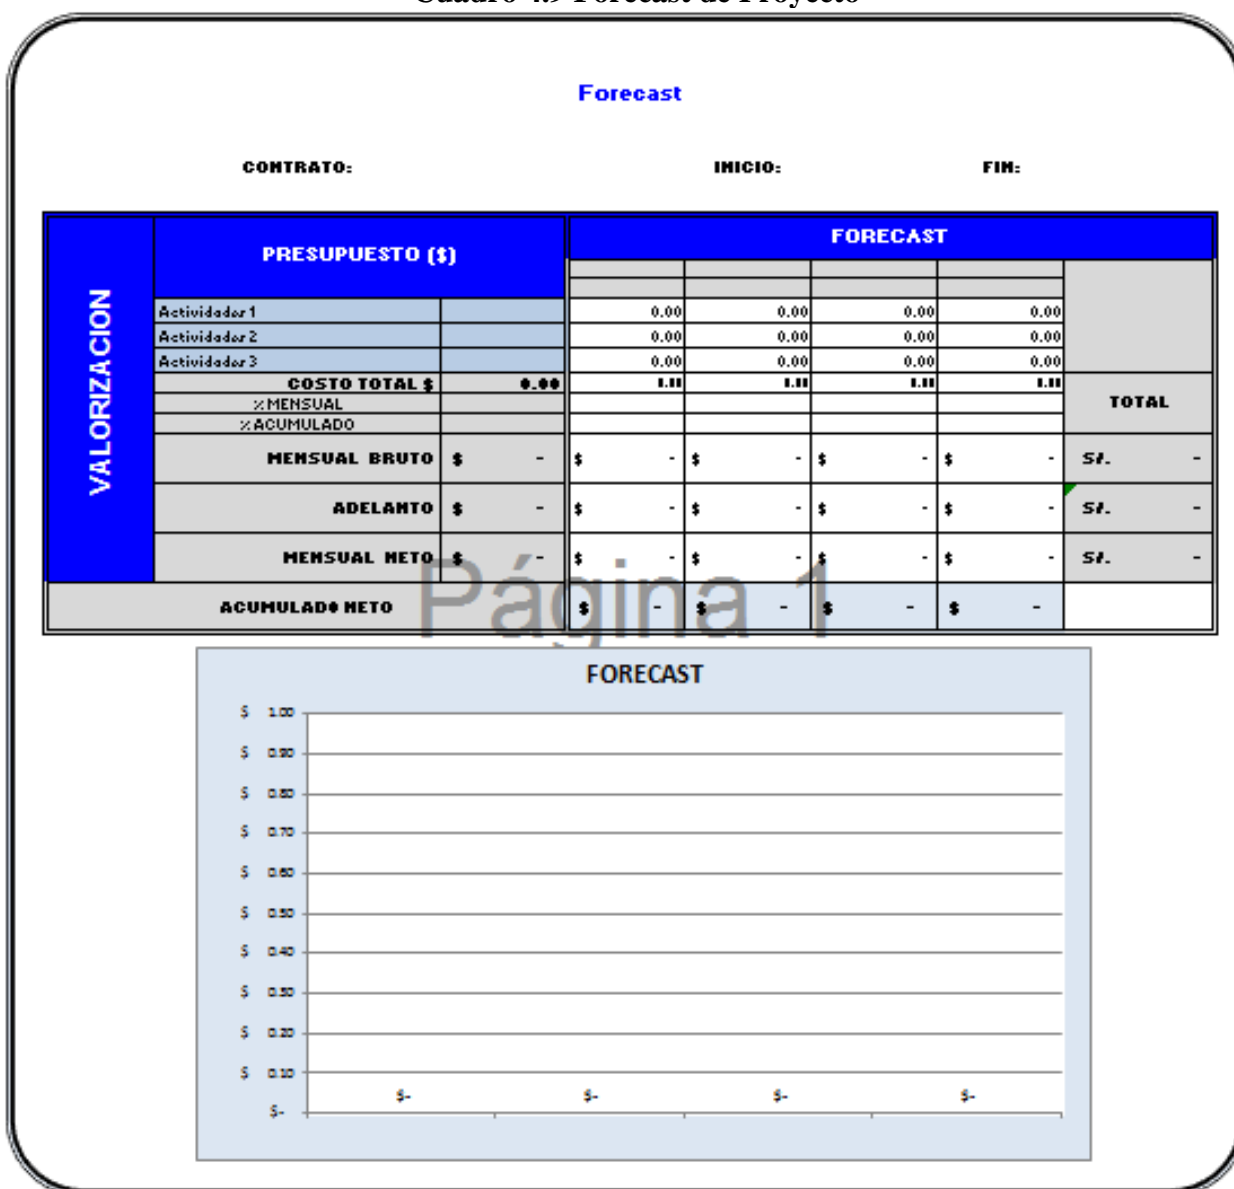 Cuadro 4.9 Forecast de Proyecto
Forecast
CONTRATO: INICIO: FIN:
VALORIZACION
PRESUPUESTO ($) FORECAST
Actividades 1 0.00 0.00 0.00 0.00
Actividades 2 0.00 0.00 0.00 0.00
Actividades 3 0.00 0.00 0.00 0.00
COSTO TOTAL $ 0.00
% MENSUAL
% ACUMULADO
TOTAL
MENSUAL BRUTO $ - $ - $ - $ - $ - S/. -
ADELANTO $ - $ - $ - $ - $ - S/. -
MENSUAL NETO $ - $ - $ - $ - $ - S/. -
ACUMULADO NETO $ - $ - $ - $ -
Página 1
FORECAST
$ 1.00
$ 0.90
$ 0.80
$ 0.70
$ 0.60
$ 0.50
$ 0.40
$ 0.30
$ 0.20
$ 0.10
$- $- $- $-
$-